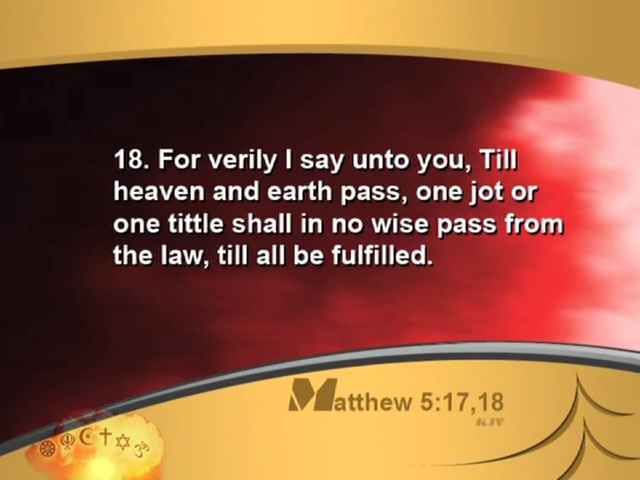 18. For verily I say unto you, Till
heaven and earth pass, one jot or
one tittle shall in no wise pass from
the law, till all be fulfilled.
Matthew 5:17,18
KJV